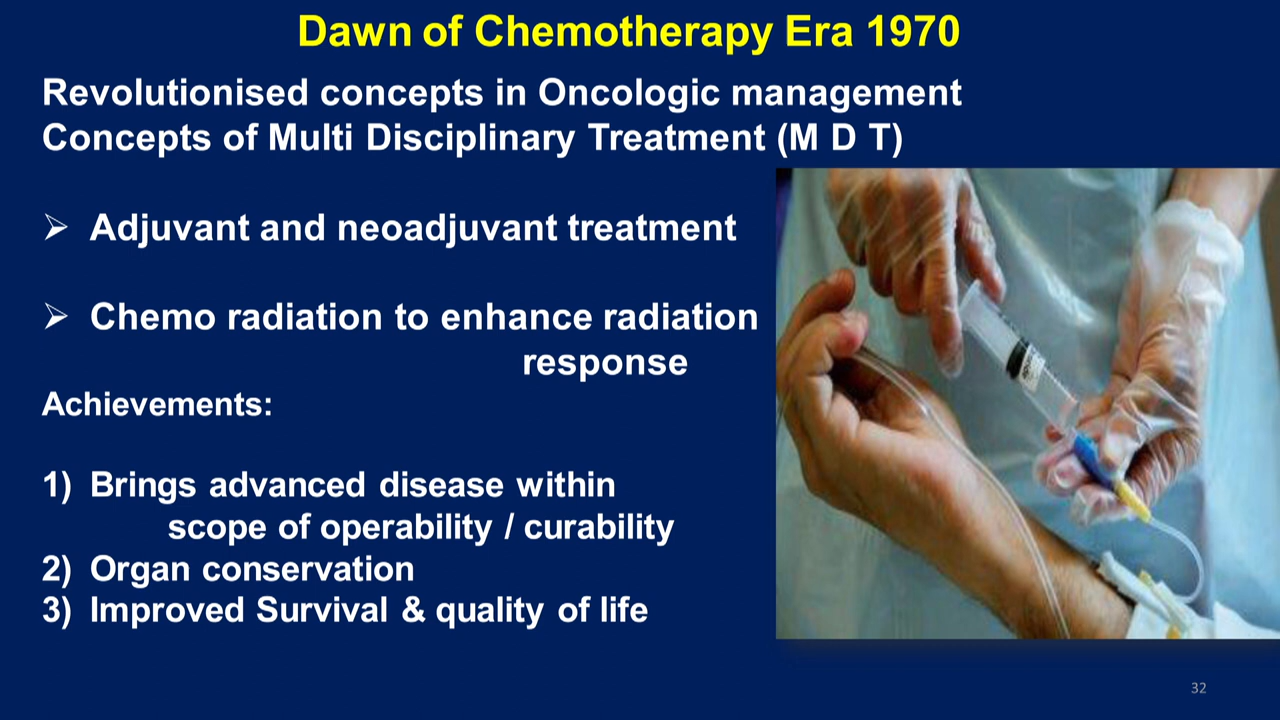 Dawn of Chemotherapy Era 1970
Revolutionised concepts in Oncologic management
Concepts of Multi Disciplinary Treatment (M D T)
➢ Adjuvant and neoadjuvant treatment
➢ Chemo radiation to enhance radiation
response
Achievements:
1) Brings advanced disease within
scope of operability / curability
2) Organ conservation
3) Improved Survival & quality of life
32